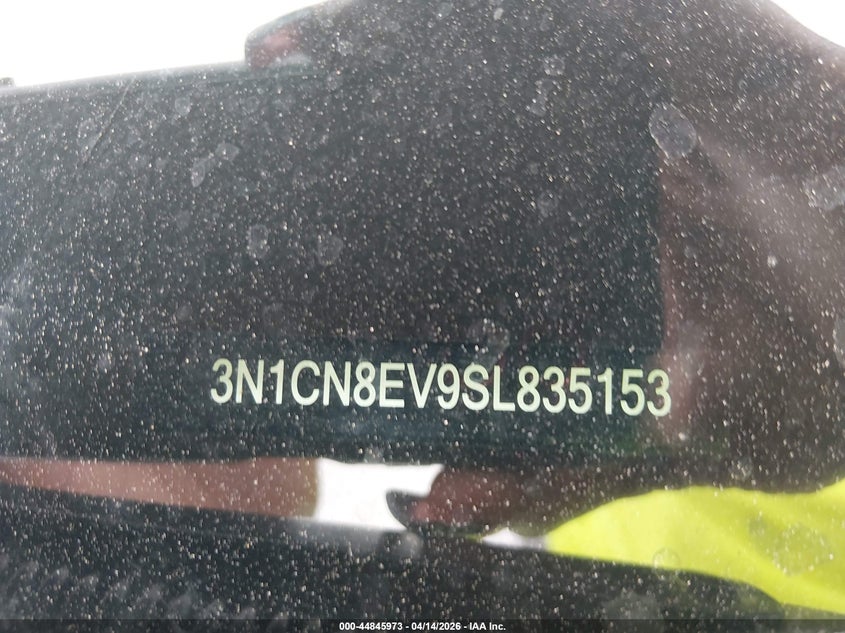 3N1CN8EV9SL835153
000-44845973 - 04/14/2026 - IAA Inc.